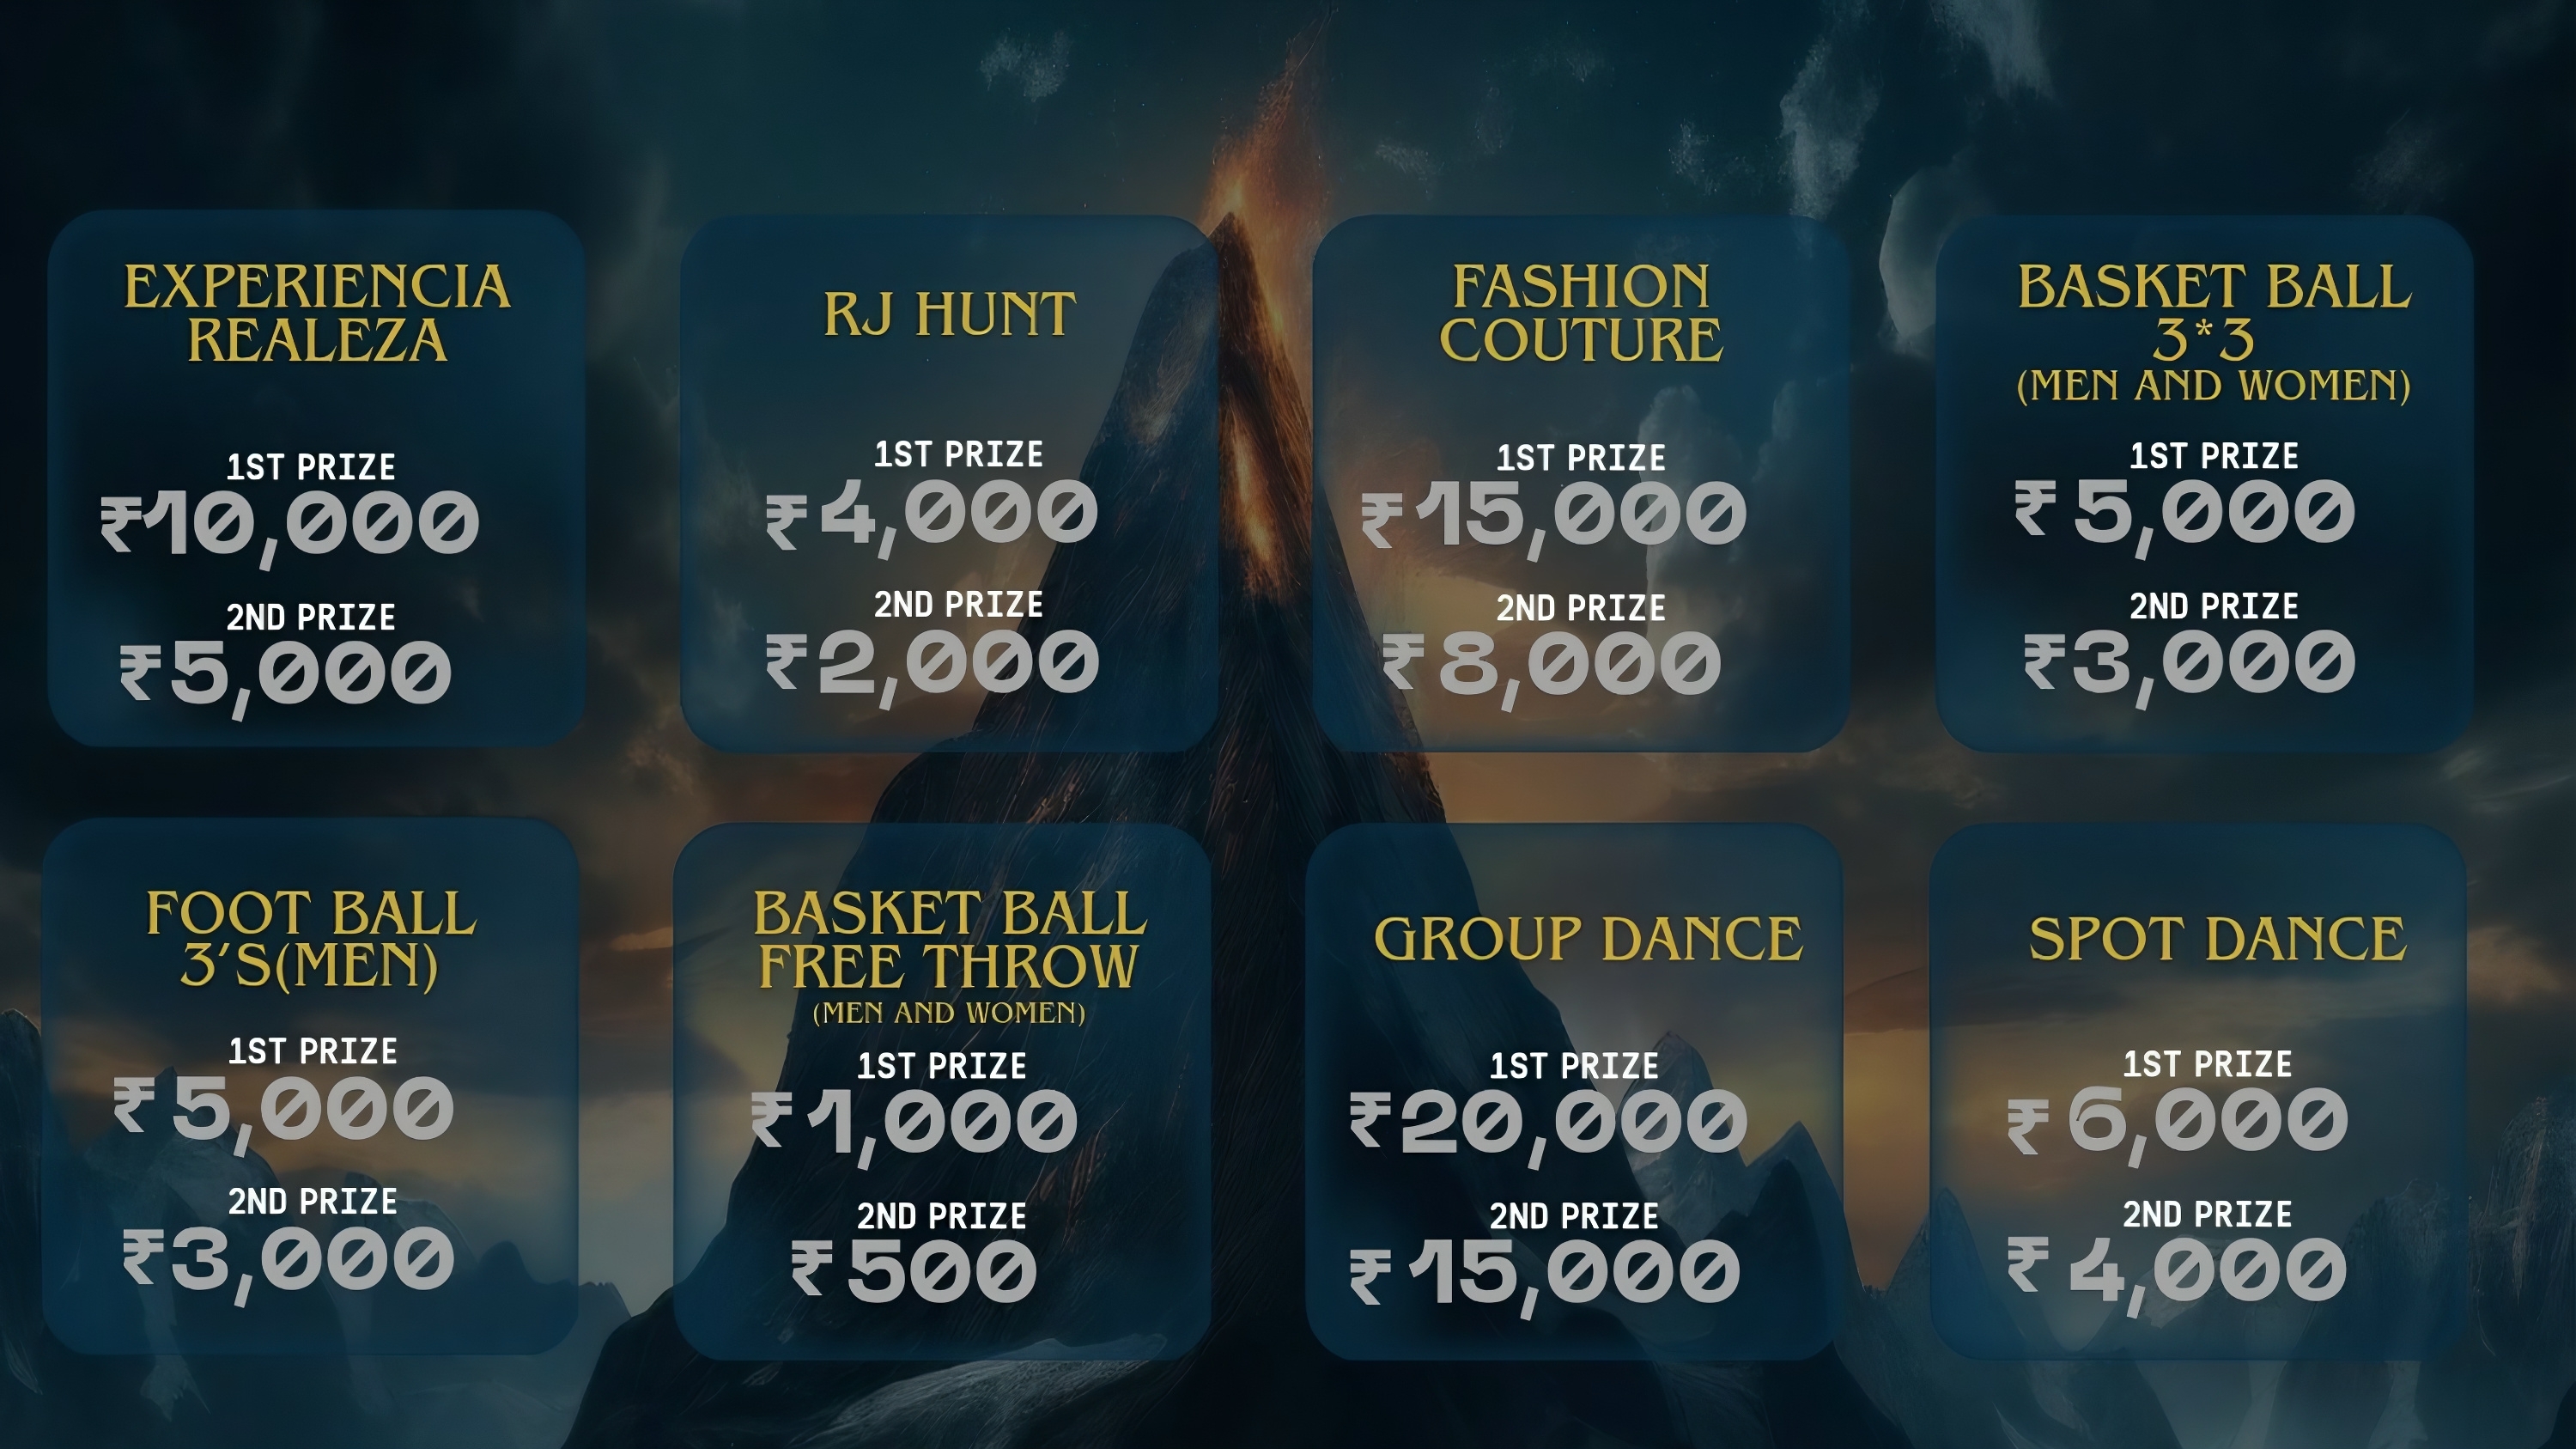 EXPERIENCIA
REALEZA
1ST PRIZE
₹10,000
2ND PRIZE
₹5,000
RJ HUNT
1ST PRIZE
₹4,000
2ND PRIZE
₹2,000
FASHION
COUTURE
1ST PRIZE
₹15,000
2ND PRIZE
₹8,000
BASKET BALL
3*3
(MEN AND WOMEN)
1ST PRIZE
₹5,000
2ND PRIZE
₹3,000
FOOT BALL
3'S(MEN)
1ST PRIZE
₹5,000
2ND PRIZE
₹3,000
BASKET BALL
FREE THROW
(MEN AND WOMEN)
1ST PRIZE
₹1,000
2ND PRIZE
₹500
GROUP DANCE
1ST PRIZE
₹20,000
2ND PRIZE
₹15,000
SPOT DANCE
1ST PRIZE
₹6,000
2ND PRIZE
₹4,000